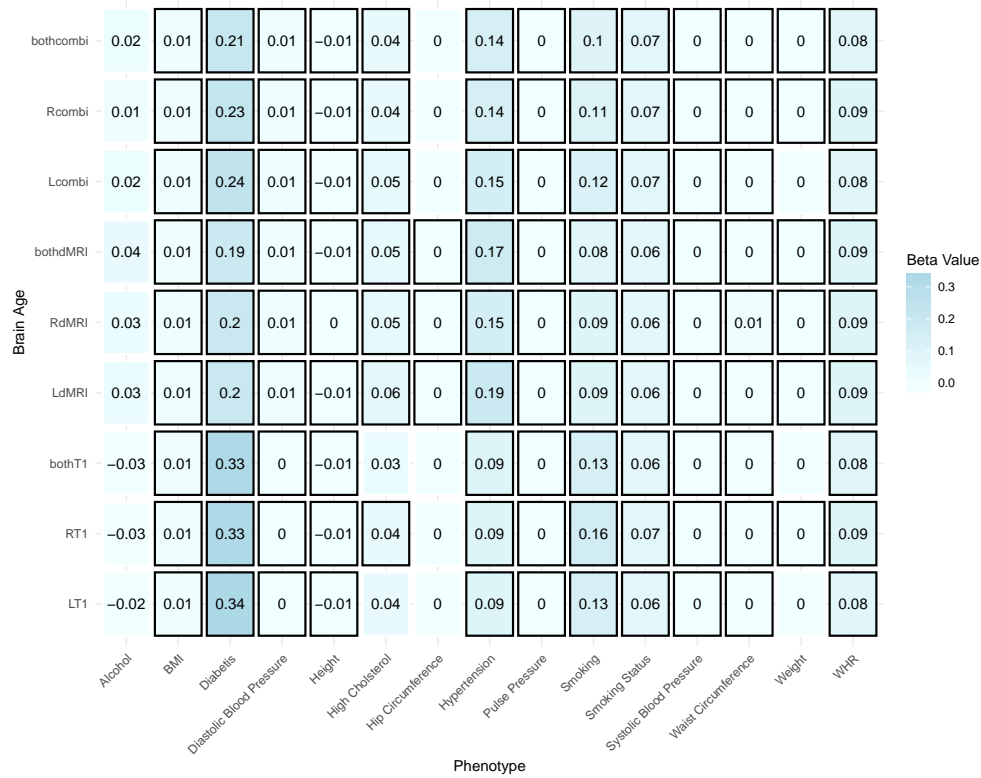 bothcombi 0.02 0.01 0.21 0.01 −0.01 0.04 0 0.14 0 0.1 0.07 0 0 0 0.08
Rcombi 0.01 0.01 0.23 0.01 −0.01 0.04 0 0.14 0 0.11 0.07 0 0 0 0.09
Lcombi 0.02 0.01 0.24 0.01 −0.01 0.05 0 0.15 0 0.12 0.07 0 0 0 0.08
bothdMRI 0.04 0.01 0.19 0.01 −0.01 0.05 0 0.17 0 0.08 0.06 0 0 0 0.09
RdMRI 0.03 0.01 0.2 0.01 0 0.05 0 0.15 0 0.09 0.06 0 0.01 0 0.09
LdMRI 0.03 0.01 0.2 0.01 −0.01 0.06 0 0.19 0 0.09 0.06 0 0 0 0.09
bothT1 −0.03 0.01 0.33 0 −0.01 0.03 0 0.09 0 0.13 0.06 0 0 0 0.08
RT1 −0.03 0.01 0.33 0 −0.01 0.04 0 0.09 0 0.16 0.07 0 0 0 0.09
LT1 −0.02 0.01 0.34 0 −0.01 0.04 0 0.09 0 0.13 0.06 0 0 0 0.08
Brain Age
Alcohol
BMI
Diabetis
Diastolic Blood Pressure
Height
High Cholsterol
Hip Circumference
Hypertension
Pulse Pressure
Smoking
Smoking Status
Systolic Blood Pressure
Waist Circumference
Weight
WHR
Phenotype
Beta Value
0.3
0.2
0.1
0.0